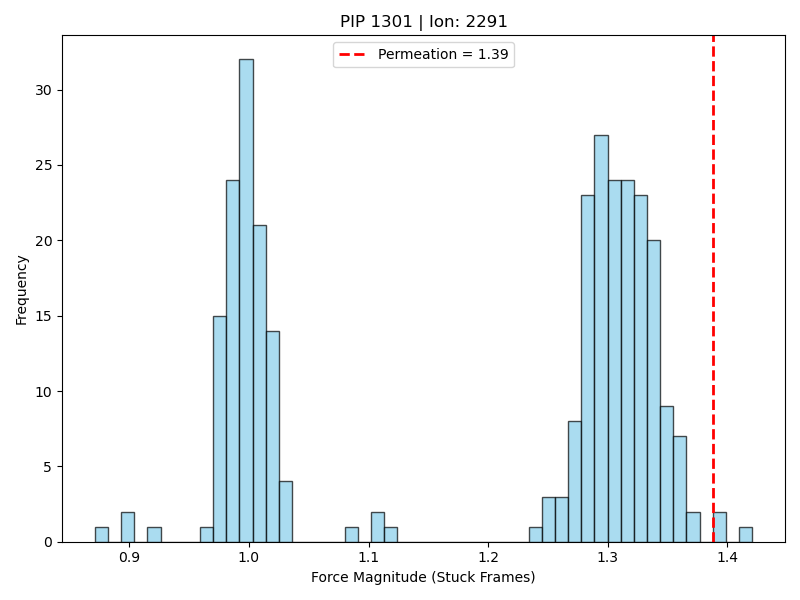 PIP 1301 | Ion: 2291
Permeation = 1.39
Frequency
30
25
20
15
10
5
0
0.9 1.0 1.1 1.2 1.3 1.4
Force Magnitude (Stuck Frames)